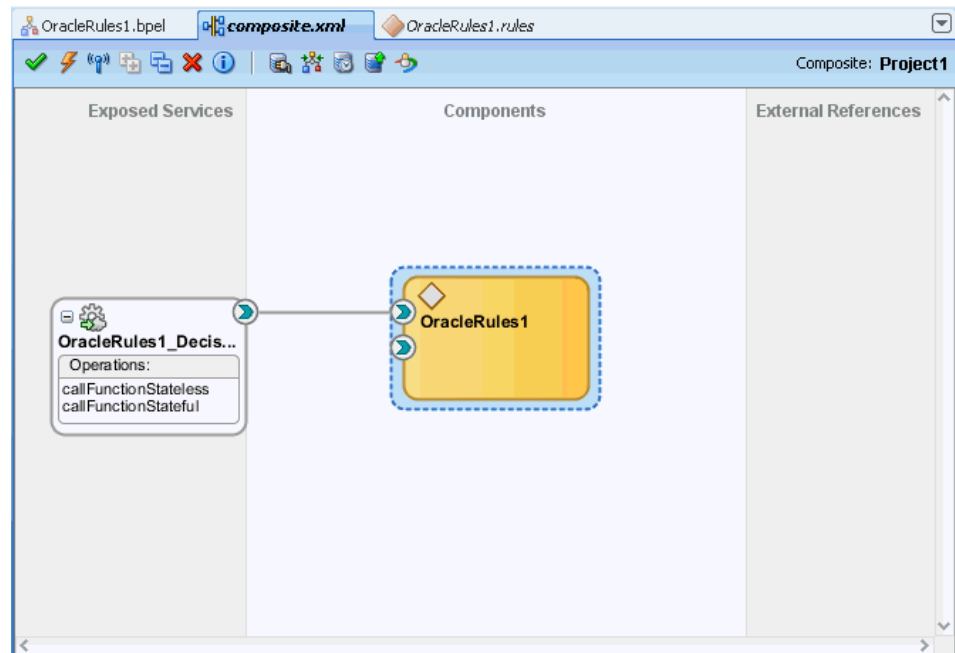 OracleRules1.bpel composite.xml OracleRules1.rules
Composite: Project1
Exposed Services Components External References
OracleRules1
OracleRules1_Decis...
Operations:
callFunctionStateless
callFunctionStateful